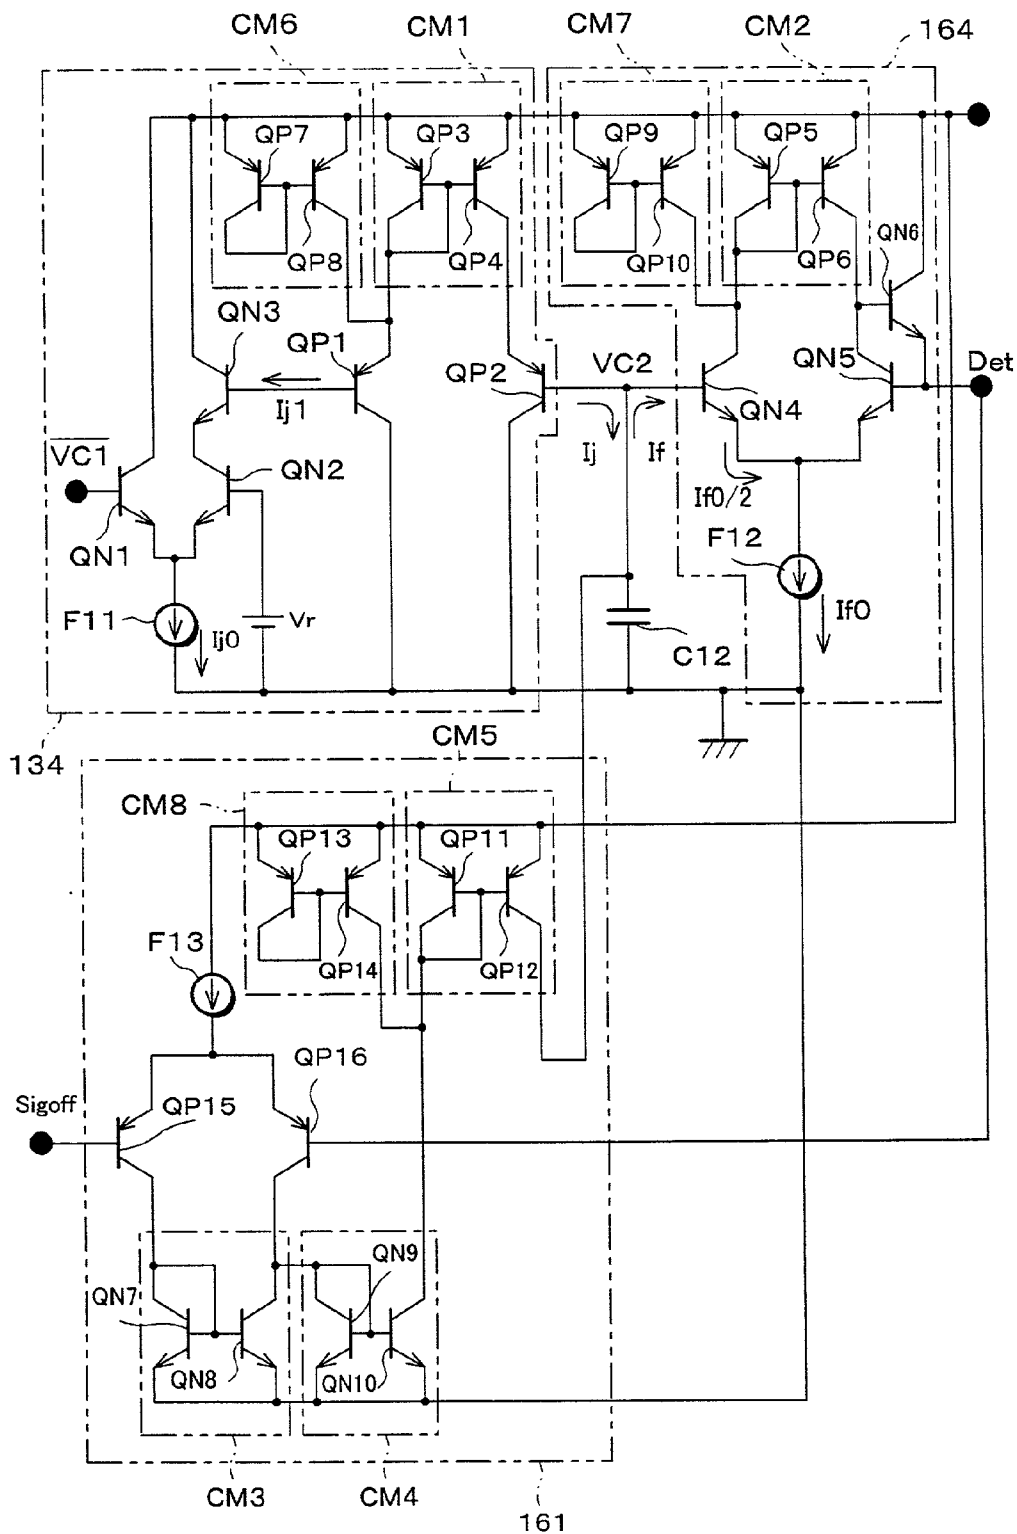 CM6 CM1 CM7 CM2 164
QP7 QP3 QP9 QP5
QP8 QP4 QP10 QP6 QN6
QN3 QP1 QP2 VC2 QN5 Det
Ij1 QN4
VC1 QN2 Ij If If0/2
QN1 F12
F11 Ij0 Vr C12 If0
134 CM5
CM8 QP13 QP11
F13 QP14 QP12
QP16
Sigoff QP15
QN9
QN7
QN8 QN10
CM3 CM4 161